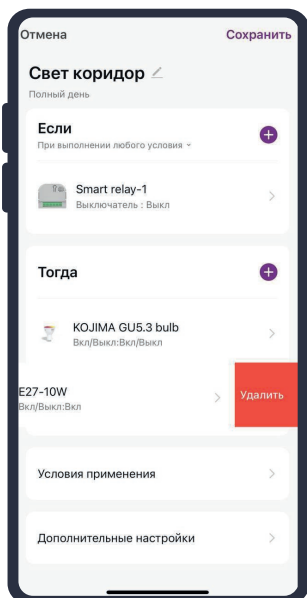 Отмена Сохранить
Свет коридор
Полный день
Если
При выполнении любого условия
Smart relay-1
Выключатель : Выкл
Тогда
KOJIMA GU5.3 bulb
Вкл/Выкл:Вкл/Выкл
E27-10W
Вкл/Выкл:Вкл
Удалить
Условия применения
Дополнительные настройки